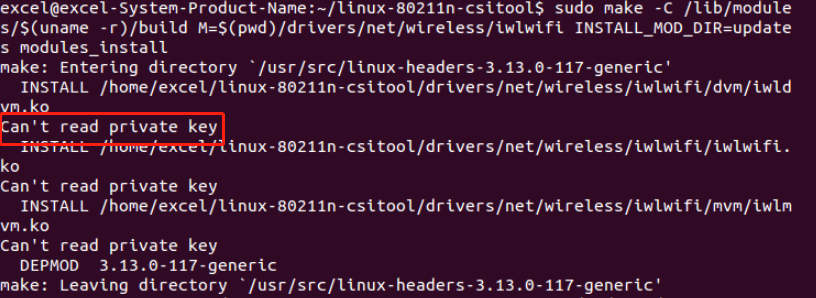 excel@excel-System-Product-Name:~/linux-80211n-csitool$ sudo make -C /lib/module
s/$(uname -r)/build M=$(pwd)/drivers/net/wireless/iwlwifi INSTALL_MOD_DIR=update
s modules_install
make: Entering directory `/usr/src/linux-headers-3.13.0-117-generic'
  INSTALL /home/excel/linux-80211n-csitool/drivers/net/wireless/iwlwifi/dvm/iwld
vm.ko
Can't read private key
  INSTALL /home/excel/linux-80211n-csitool/drivers/net/wireless/iwlwifi/iwlwifi.
ko
Can't read private key
  INSTALL /home/excel/linux-80211n-csitool/drivers/net/wireless/iwlwifi/mvm/iwlm
vm.ko
Can't read private key
  DEPMOD  3.13.0-117-generic
make: Leaving directory `/usr/src/linux-headers-3.13.0-117-generic'